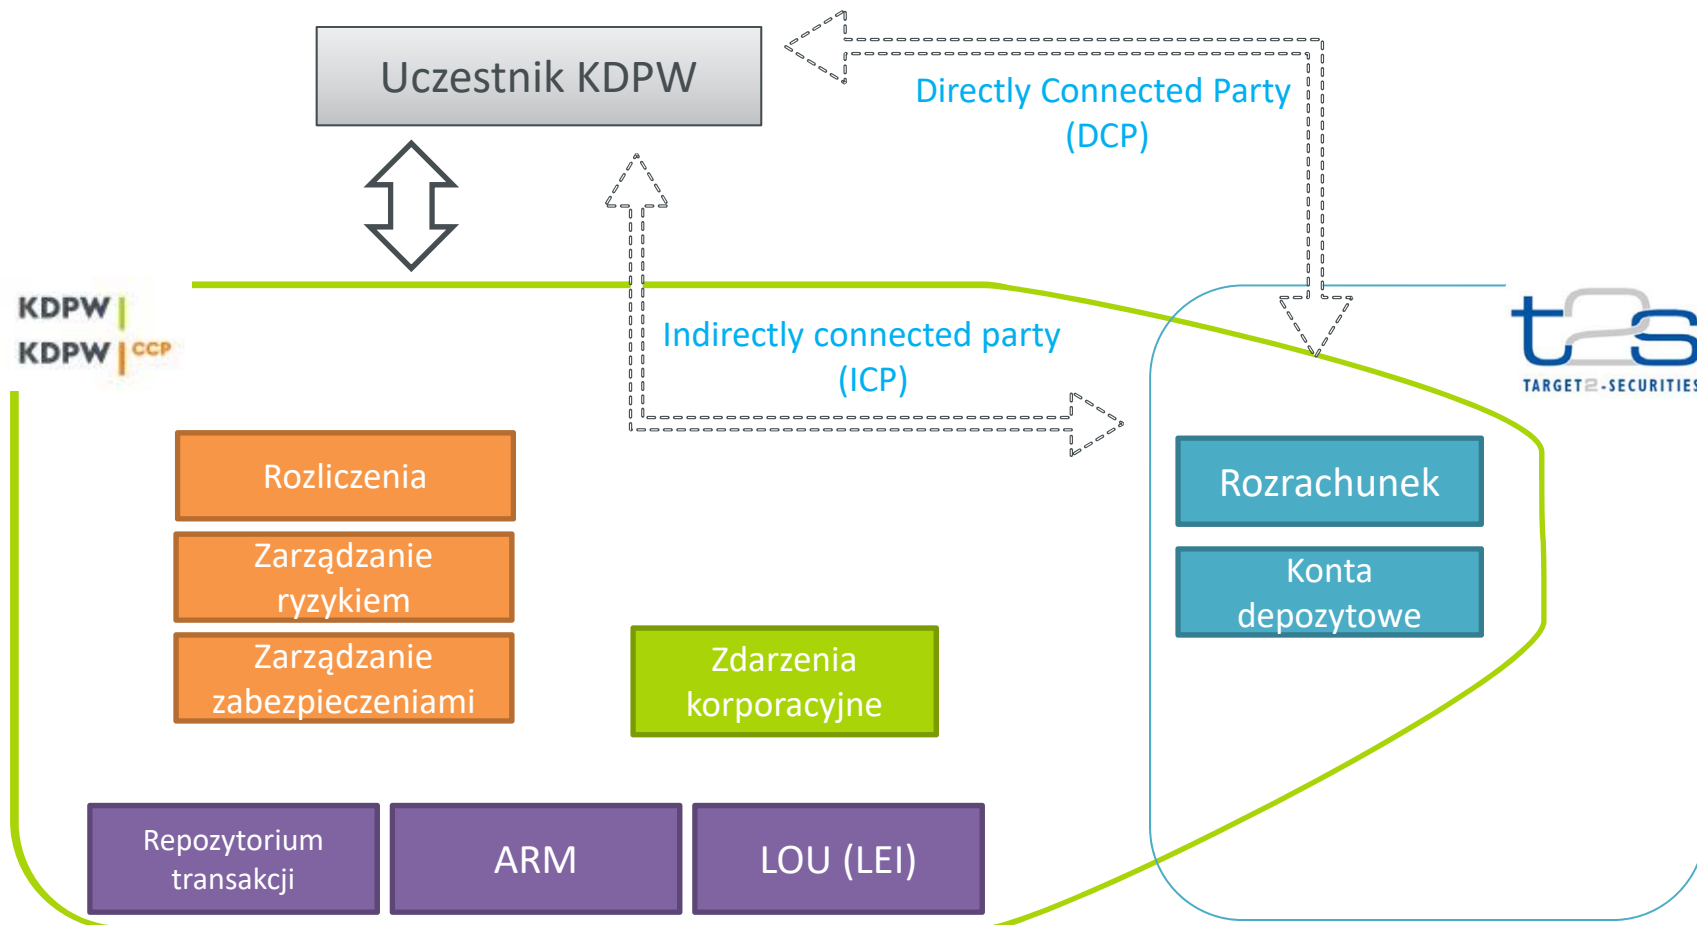 Uczestnik KDPW
Directly Connected Party
(DCP)
KDPW
KDPW CCP
Indirectly connected party
(ICP)
t2s
TARGET2-SECURITIES
Rozliczenia
Zarządzanie
ryzykiem
Zarządzanie
zabezpieczeniami
Zdarzenia
korporacyjne
Rozrachunek
Konta
depozytowe
Repozytorium
transakcji
ARM
LOU (LEI)